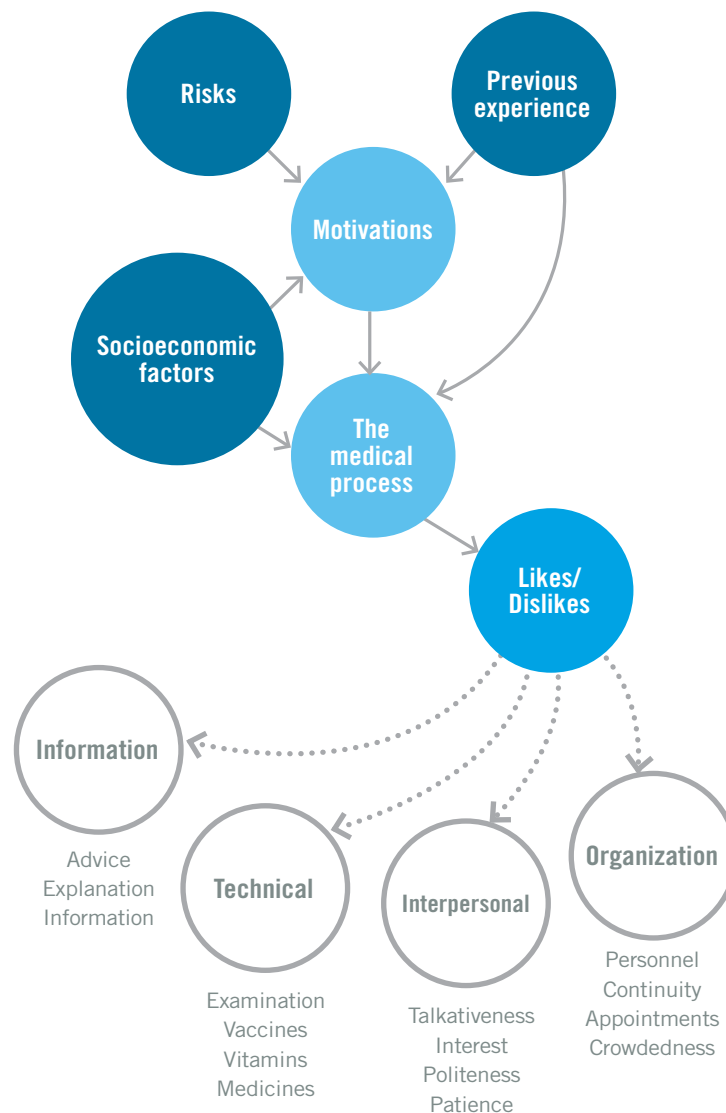 Risks
Previous
experience
Motivations
Socioeconomic
factors
The
medical
process
Likes/
Dislikes
Information
Advice
Explanation
Information
Technical
Examination
Vaccines
Vitamins
Medicines
Interpersonal
Talkativeness
Interest
Politeness
Patience
Organization
Personnel
Continuity
Appointments
Crowdedness